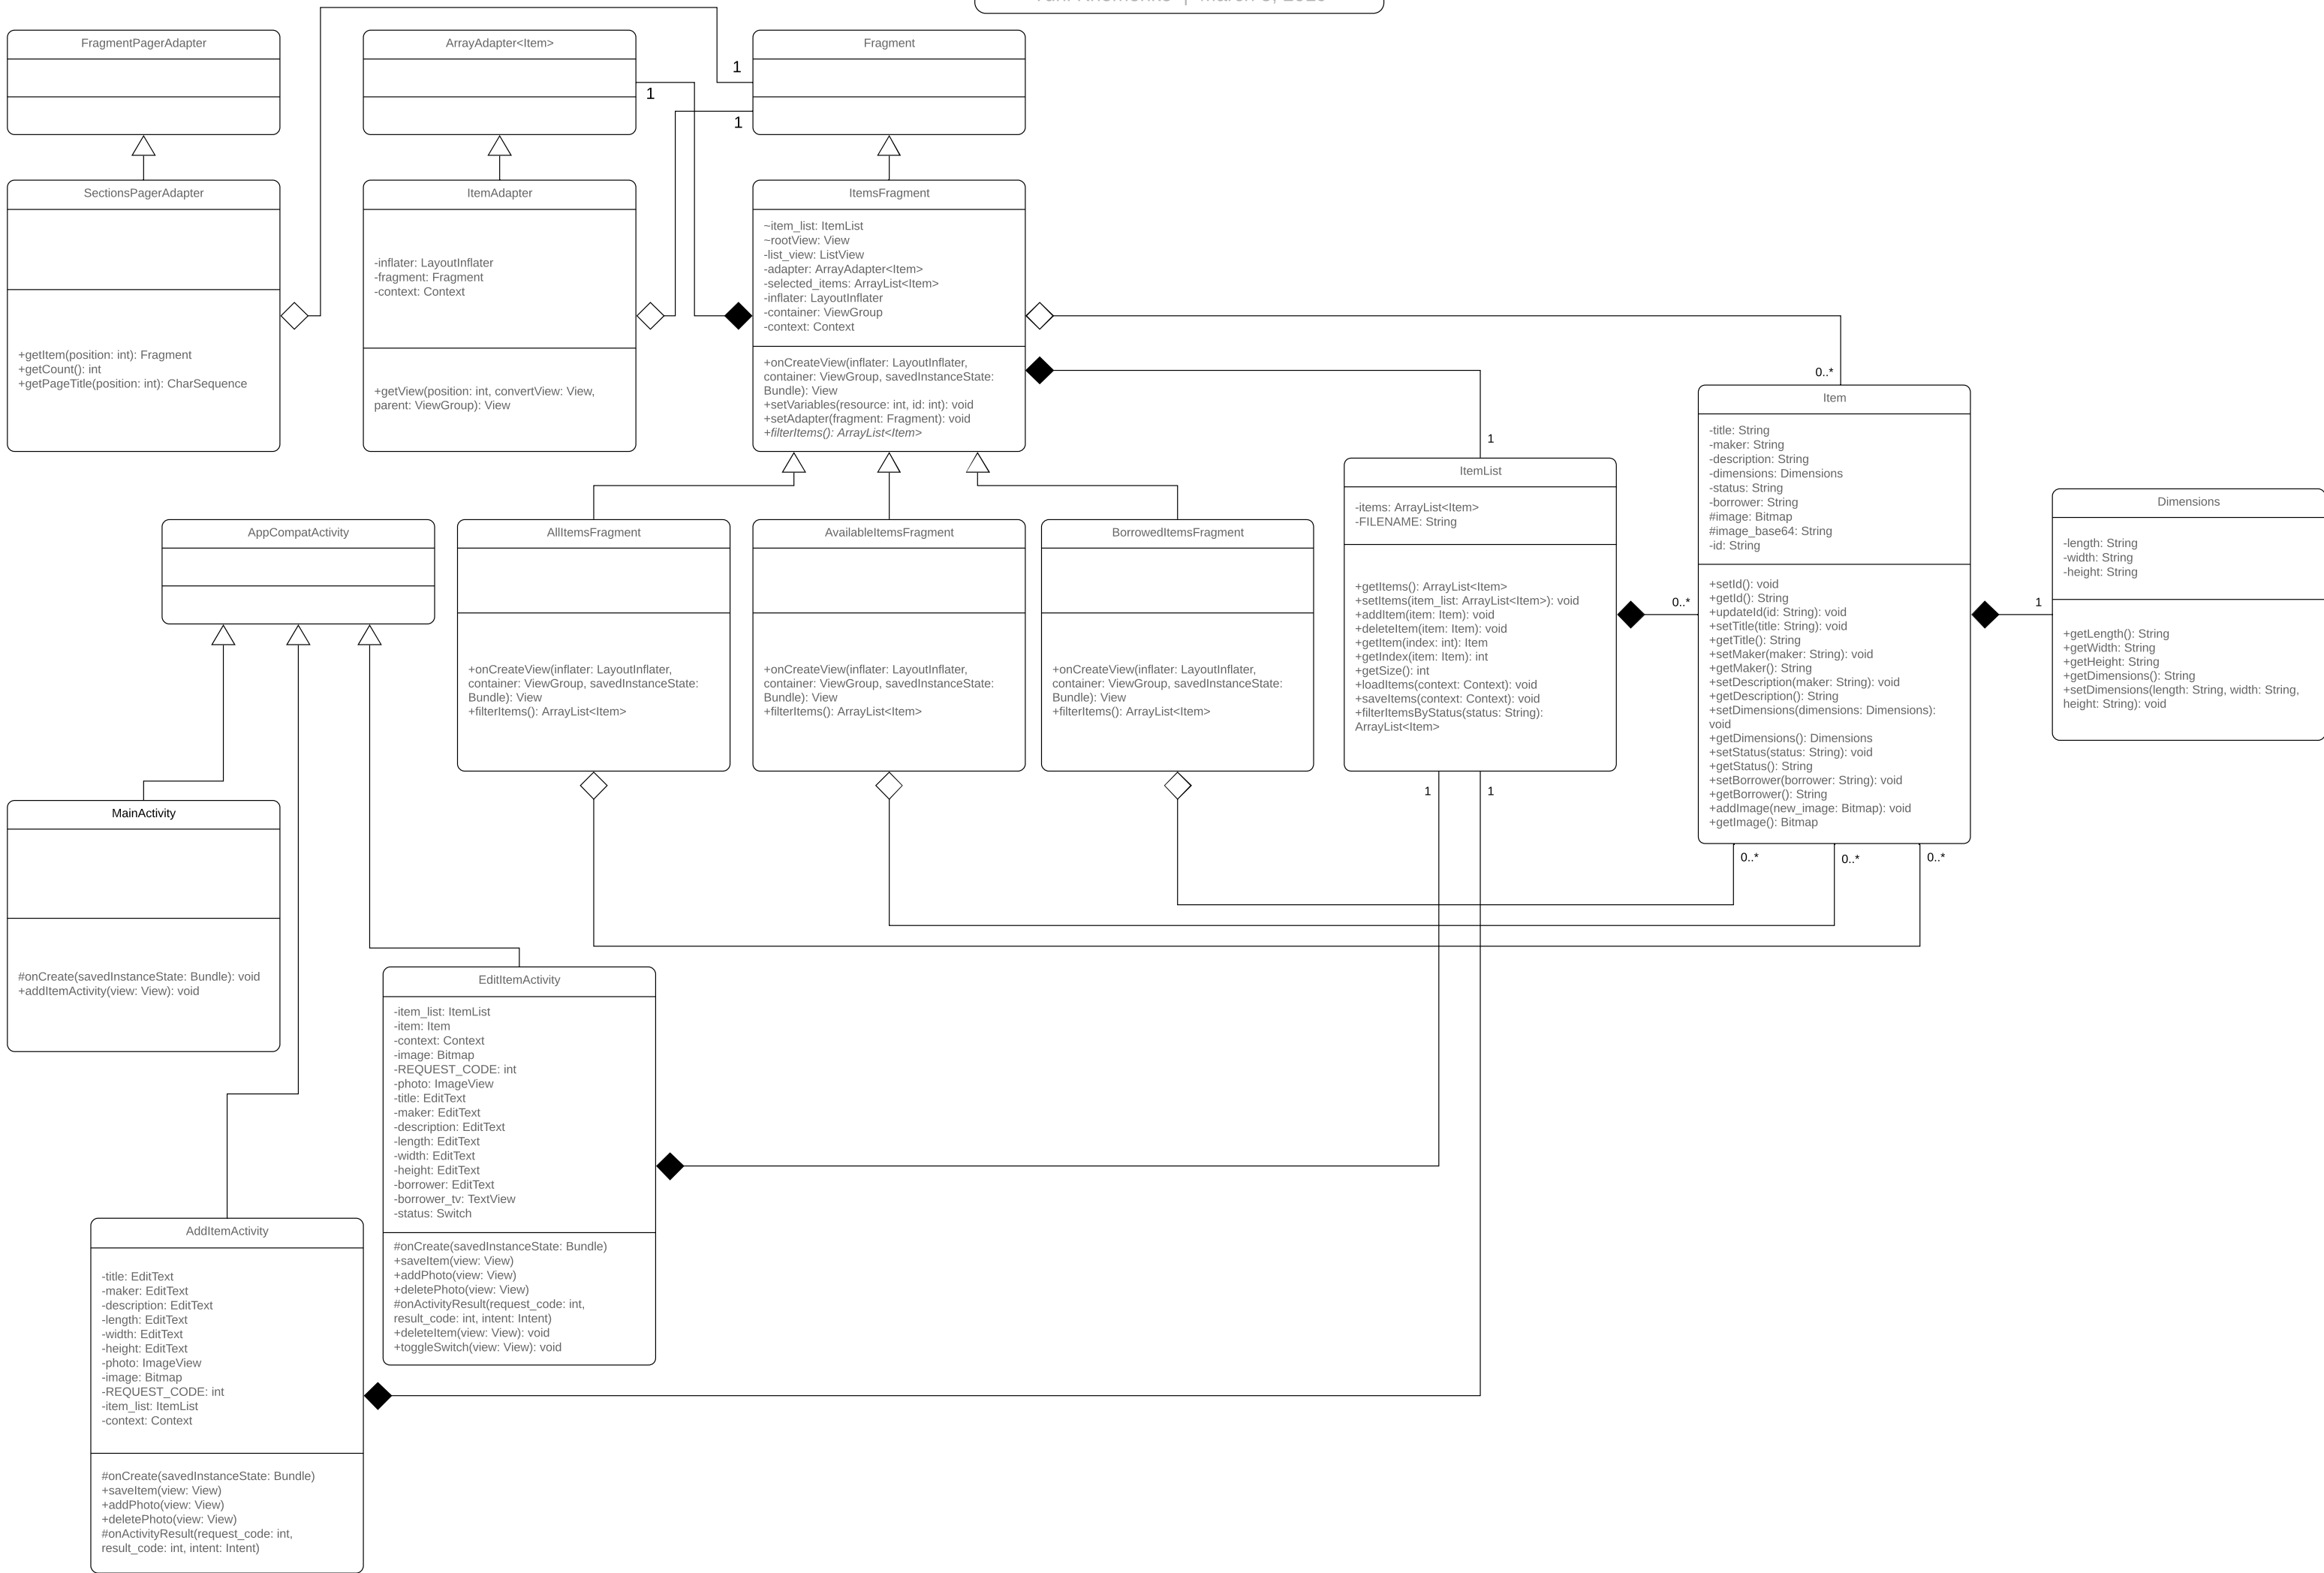 FragmentPagerAdapter
ArrayAdapter<Item>
Fragment
1
1
1
SectionsPagerAdapter
+getItem(position: int): Fragment
+getCount(): int
+getPageTitle(position: int): CharSequence
ItemAdapter
-inflater: LayoutInflater
-fragment: Fragment
-context: Context
+getView(position: int, convertView: View,
parent: ViewGroup): View
ItemsFragment
~item_list: ItemList
~rootView: View
-list_view: ListView
-adapter: ArrayAdapter<Item>
-selected_items: ArrayList<Item>
-inflater: LayoutInflater
-container: ViewGroup
-context: Context
+onCreateView(inflater: LayoutInflater,
container: ViewGroup, savedInstanceState:
Bundle): View
+setVariables(resource: int, id: int): void
+setAdapter(fragment: Fragment): void
+filterItems(): ArrayList<Item>
0..*
1
Item
-title: String
-maker: String
-description: String
-dimensions: Dimensions
-status: String
-borrower: String
#image: Bitmap
#image_base64: String
-id: String
+setId(): void
+getId(): String
+updateId(id: String): void
+setTitle(title: String): void
+getTitle(): String
+setMaker(maker: String): void
+getMaker(): String
+setDescription(maker: String): void
+getDescription(): String
+setDimensions(dimensions: Dimensions):
void
+getDimensions(): Dimensions
+setStatus(status: String): void
+getStatus(): String
+setBorrower(borrower: String): void
+getBorrower(): String
+addImage(new_image: Bitmap): void
+getImage(): Bitmap
ItemList
-items: ArrayList<Item>
-FILENAME: String
+getItems(): ArrayList<Item>
+setItems(item_list: ArrayList<Item>): void
+addItem(item: Item): void
+deleteItem(item: Item): void
+getItem(index: int): Item
+getIndex(item: Item): int
+getSize(): int
+loadItems(context: Context): void
+saveItems(context: Context): void
+filterItemsByStatus(status: String):
ArrayList<Item>
0..*
1
Dimensions
-length: String
-width: String
-height: String
+getLength(): String
+getWidth: String
+getHeight: String
+getDimensions(): String
+setDimensions(length: String, width: String,
height: String): void
AppCompatActivity
AllItemsFragment
+onCreateView(inflater: LayoutInflater,
container: ViewGroup, savedInstanceState:
Bundle): View
+filterItems(): ArrayList<Item>
AvailableItemsFragment
+onCreateView(inflater: LayoutInflater,
container: ViewGroup, savedInstanceState:
Bundle): View
+filterItems(): ArrayList<Item>
BorrowedItemsFragment
+onCreateView(inflater: LayoutInflater,
container: ViewGroup, savedInstanceState:
Bundle): View
+filterItems(): ArrayList<Item>
1
1
0..*
0..*
0..*
MainActivity
#onCreate(savedInstanceState: Bundle): void
+addItemActivity(view: View): void
EditItemActivity
-item_list: ItemList
-item: Item
-context: Context
-image: Bitmap
-REQUEST_CODE: int
-photo: ImageView
-title: EditText
-maker: EditText
-description: EditText
-length: EditText
-width: EditText
-height: EditText
-borrower: EditText
-borrower_tv: TextView
-status: Switch
#onCreate(savedInstanceState: Bundle)
+saveItem(view: View)
+addPhoto(view: View)
+deletePhoto(view: View)
#onActivityResult(request_code: int,
result_code: int, intent: Intent)
+deleteItem(view: View): void
+toggleSwitch(view: View): void
AddItemActivity
-title: EditText
-maker: EditText
-description: EditText
-length: EditText
-width: EditText
-height: EditText
-photo: ImageView
-image: Bitmap
-REQUEST_CODE: int
-item_list: ItemList
-context: Context
#onCreate(savedInstanceState: Bundle)
+saveItem(view: View)
+addPhoto(view: View)
+deletePhoto(view: View)
#onActivityResult(request_code: int,
result_code: int, intent: Intent)